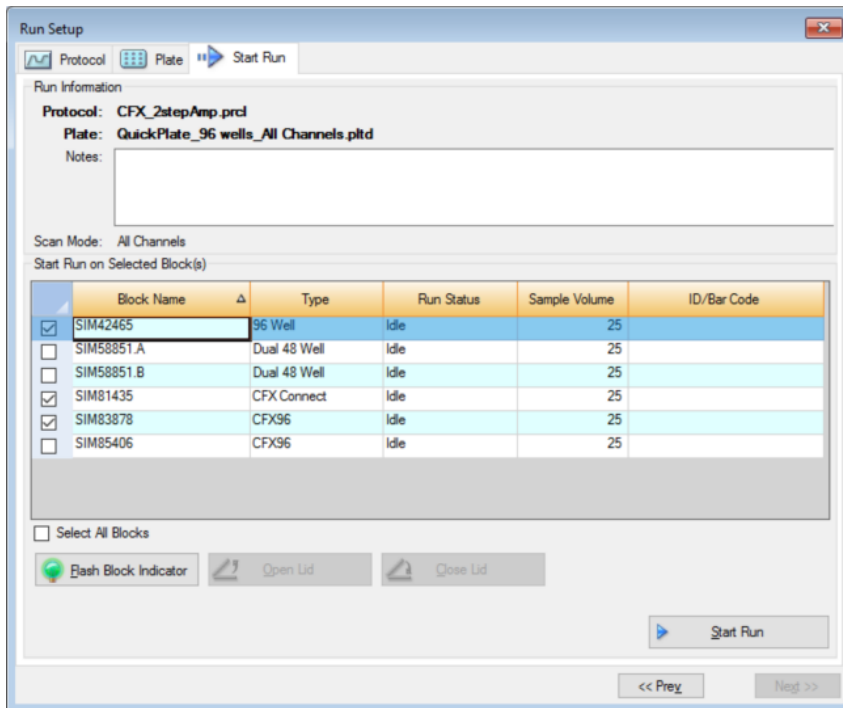 Run Setup
Protocol Plate Start Run
Run Information
Protocol: CFX_2stepAmp.prcl
Plate: QuickPlate_96 wells_All Channels.pltd
Notes:
Scan Mode: All Channels
Start Run on Selected Block(s)
Block Name Type Run Status Sample Volume ID/Bar Code
SIM42465 96 Well Idle 25
SIM58851.A Dual 48 Well Idle 25
SIM58851.B Dual 48 Well Idle 25
SIM81435 CFX Connect Idle 25
SIM83878 CFX96 Idle 25
SIM85406 CFX96 Idle 25
Select All Blocks
Flash Block Indicator Open Lid Close Lid
Start Run
<< Prev Next >>